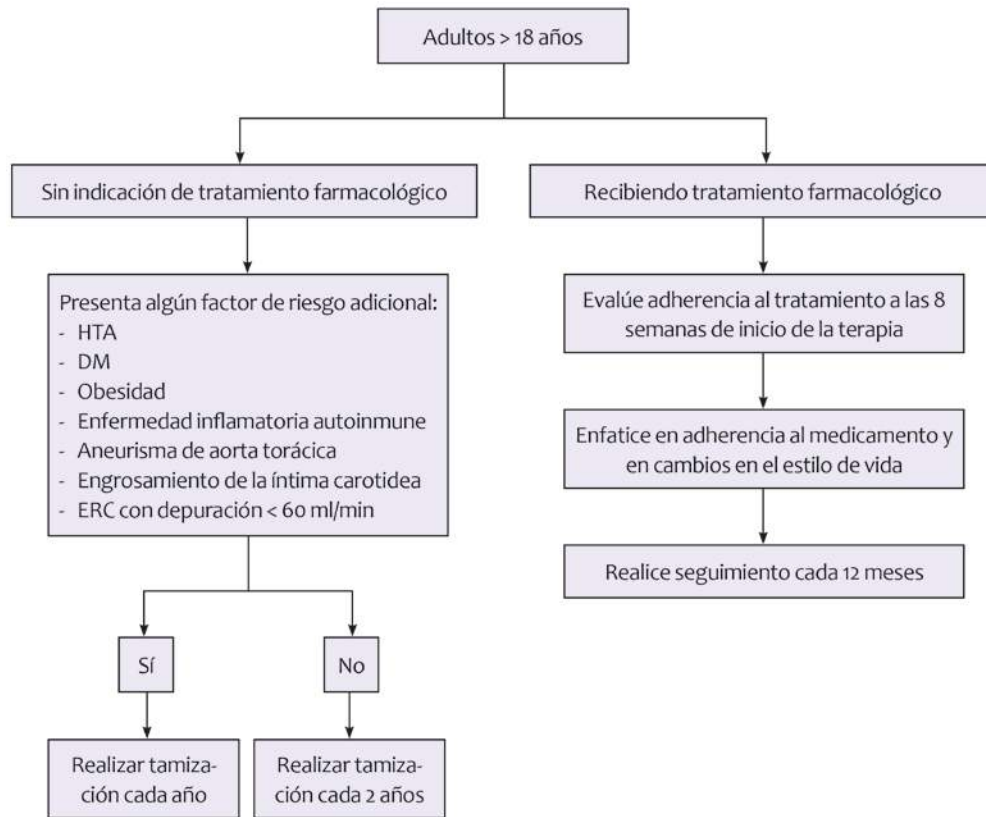 Adultos > 18 años
Sin indicación de tratamiento farmacológico
Recibiendo tratamiento farmacológico
Presenta algún factor de riesgo adicional:
- HTA
- DM
- Obesidad
- Enfermedad inflamatoria autoinmune
- Aneurisma de aorta torácica
- Engrosamiento de la íntima carotidea
- ERC con depuración < 60 ml/min
Evalúe adherencia al tratamiento a las 8
semanas de inicio de la terapia
Enfatice en adherencia al medicamento y
en cambios en el estilo de vida
Realice seguimiento cada 12 meses
Sí
No
Realizar tamiza-
ción cada año
Realizar tamiza-
ción cada 2 años